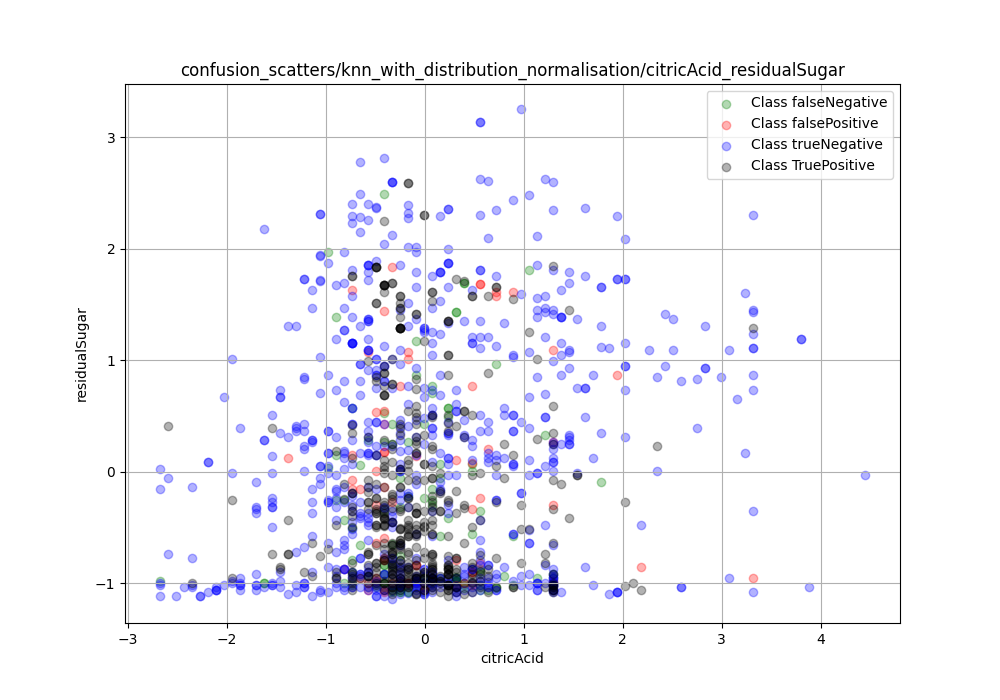 confusion_scatters/knn_with_distribution_normalisation/citricAcid_residualSugar
Class falseNegative
Class falsePositive
Class trueNegative
Class TruePositive
residualSugar
3
2
1
0
−1
−3
−2
−1
0
1
2
3
4
citricAcid